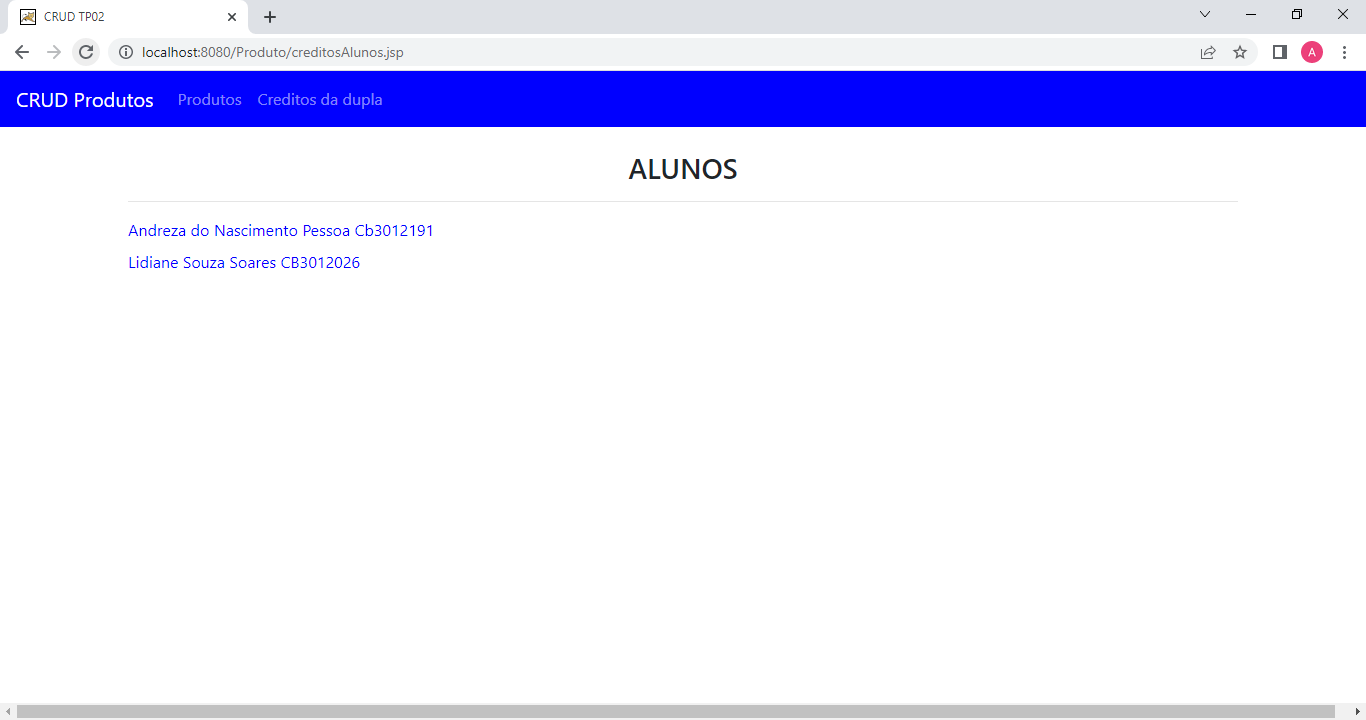 CRUD TP02
localhost:8080/Produto/creditosAlunos.jsp
A
CRUD Produtos Produtos Creditos da dupla
ALUNOS
Andreza do Nascimento Pessoa Cb3012191
Lidiane Souza Soares CB3012026